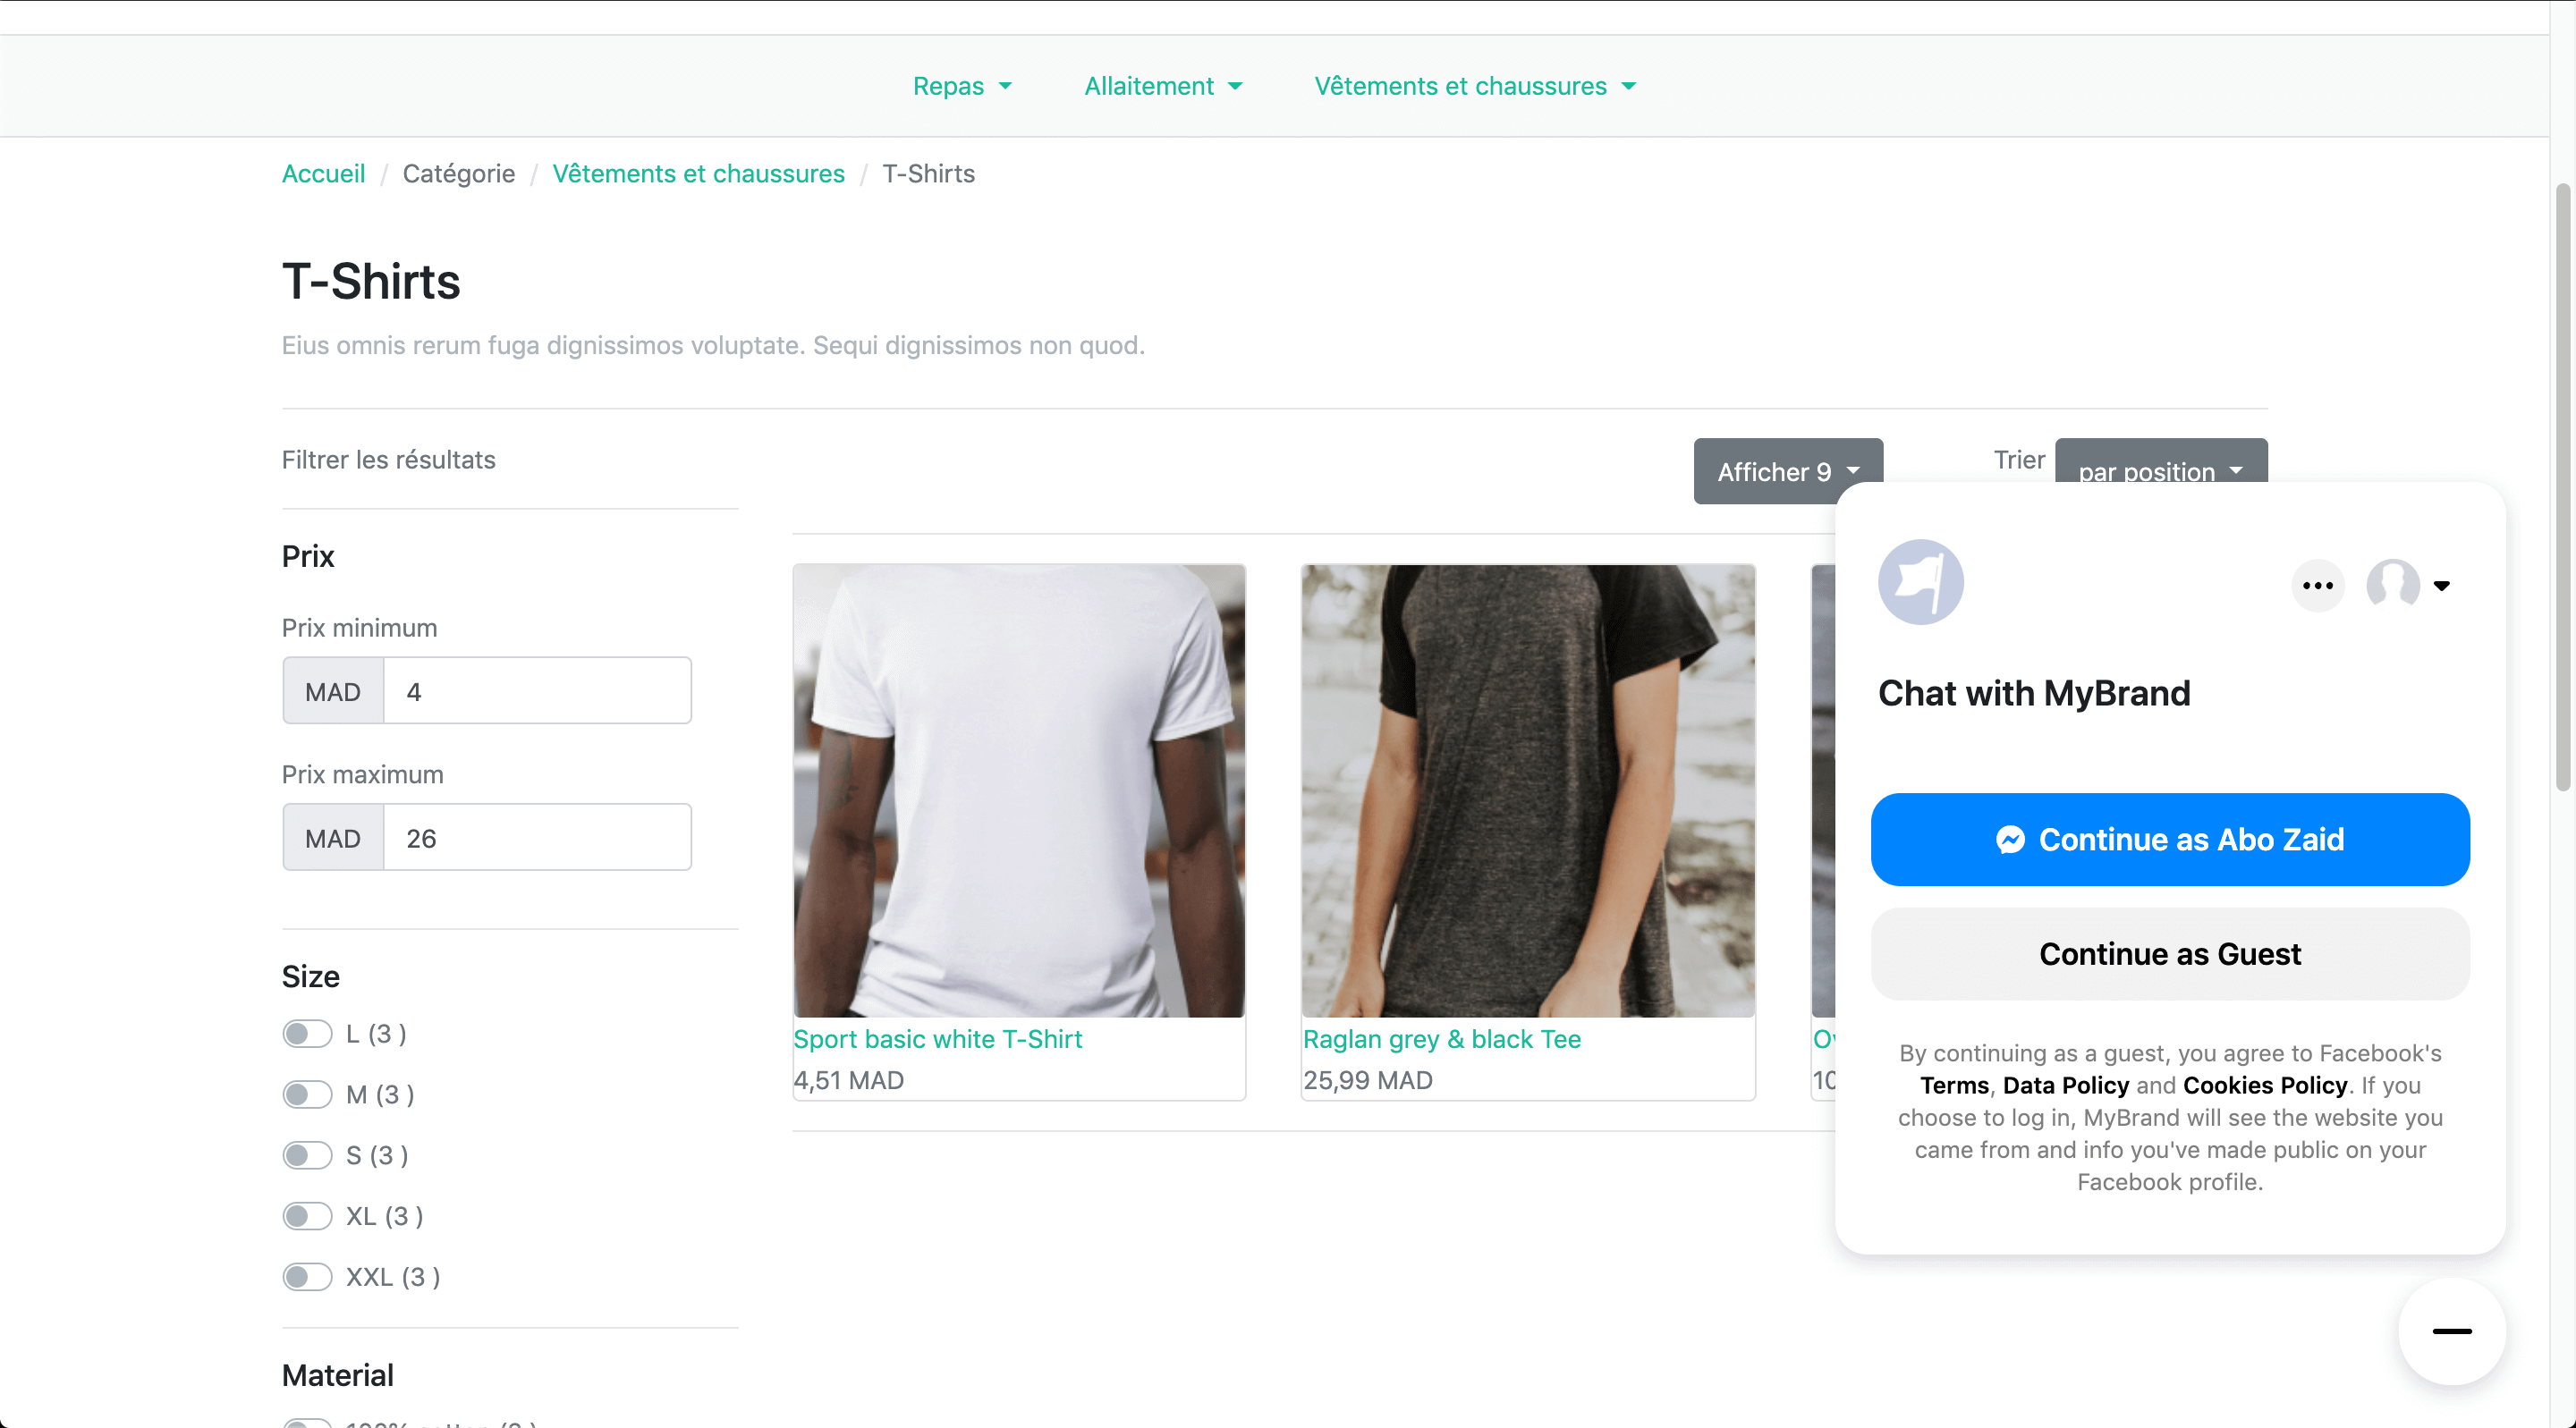 Repas
Allaitement
Vêtements et chaussures
Accueil / Catégorie / Vêtements et chaussures / T-Shirts
T-Shirts
Eius omnis rerum fuga dignissimos voluptate. Sequi dignissimos non quod.
Filtrer les résultats
Afficher 9
Trier
par position
Prix
Prix minimum
MAD 4
Prix maximum
MAD 26
Size
L (3 )
M (3 )
S (3 )
XL (3 )
XXL (3 )
Material
Sport basic white T-Shirt
4,51 MAD
Raglan grey & black Tee
25,99 MAD
Chat with MyBrand
Continue as Abo Zaid
Continue as Guest
By continuing as a guest, you agree to Facebook's
Terms, Data Policy and Cookies Policy. If you
choose to log in, MyBrand will see the website you
came from and info you've made public on your
Facebook profile.